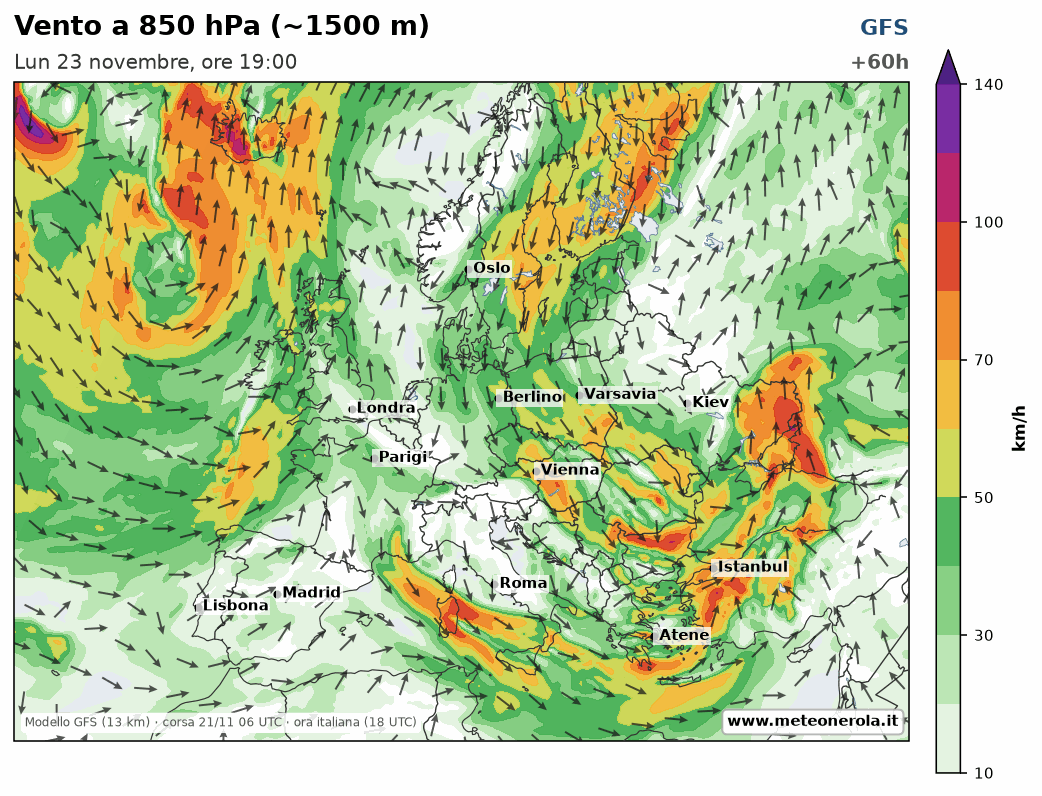 Vento a 850 hPa (~1500 m)
GFS
Lun 23 novembre, ore 19:00
+60h
140
100
70
50
30
10
km/h
Oslo
Berlino
Varsavia
Kiev
Londra
Parigi
Vienna
Istanbul
Roma
Madrid
Lisbona
Atene
Modello GFS (13 km) · corsa 21/11 06 UTC · ora italiana (18 UTC)
www.meteonerola.it